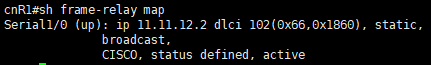 cnR1#sh frame-relay map
Serial1/0 (up): ip 11.11.12.2 dlci 102(0x66,0x1860), static,
broadcast,
CISCO, status defined, active